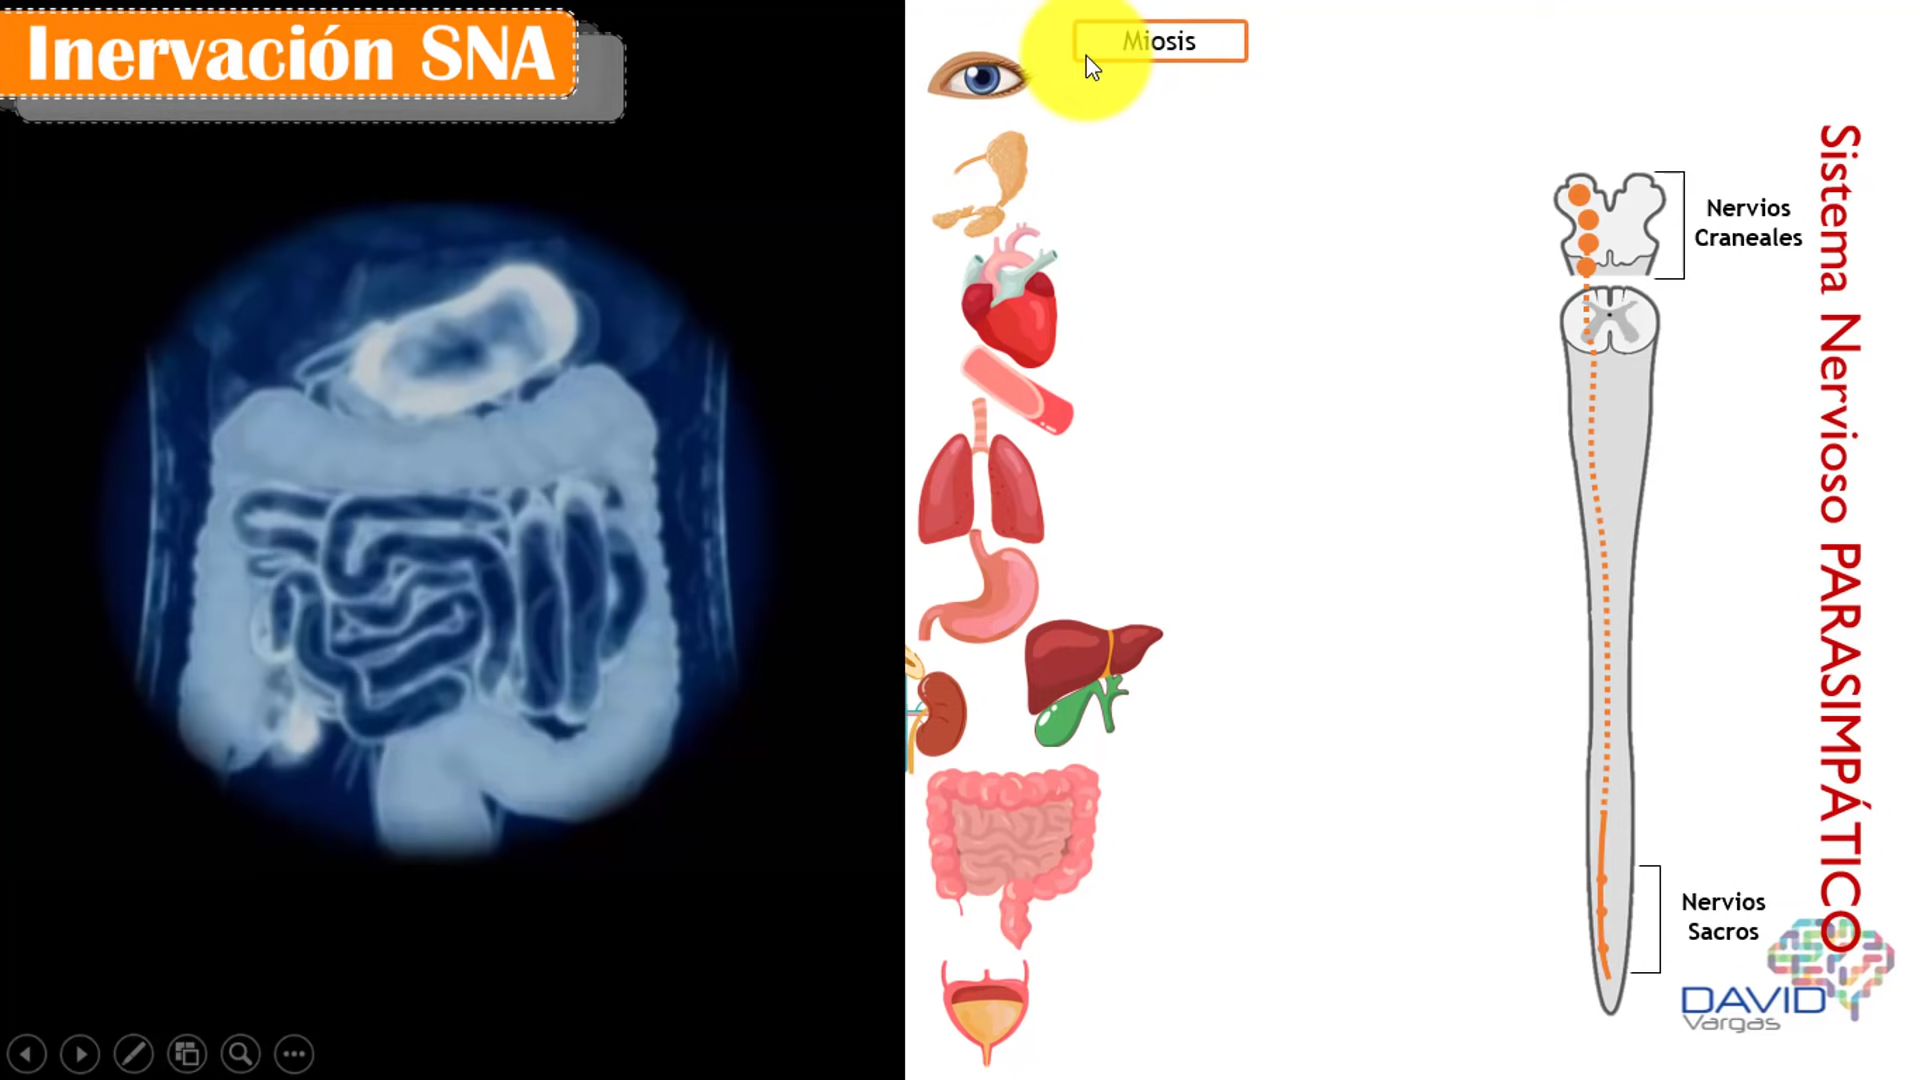 Inervación SNA
Miosis
Nervios
Craneales
Sistema Nervioso PARASIMPÁTICO
Nervios
Sacros
DAVID
Vargas